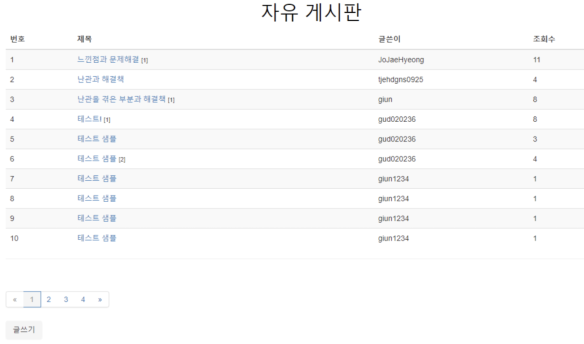 자유 게시판
번호 제목 글쓴이 조회수
1 느낀점과 문제해결 [1] JoJaeHyeong 11
2 난관과 해결책 tjehdgns0925 4
3 난관을 겪은 부분과 해결책 [1] giun 8
4 테스트! [1] gud020236 8
5 테스트 샘플 gud020236 3
6 테스트 샘플 [2] gud020236 4
7 테스트 샘플 giun1234 1
8 테스트 샘플 giun1234 1
9 테스트 샘플 giun1234 1
10 테스트 샘플 giun1234 1
« 1 2 3 4 »
글쓰기